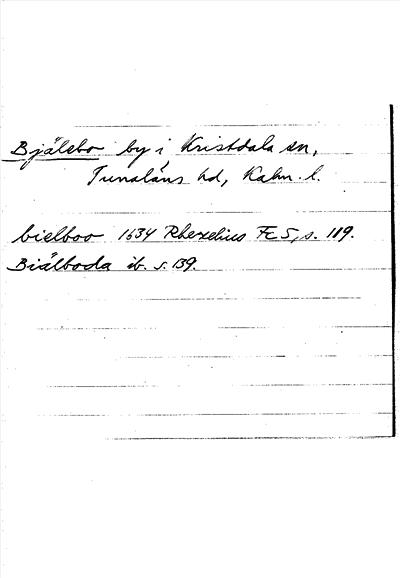 Bjälebo by i Kristdala sn,
Tunaläns hd, Kalm. l.
bielboo 1634 Rhezelius Fc 5, s. 119.
Biälboda ib. s. 139.